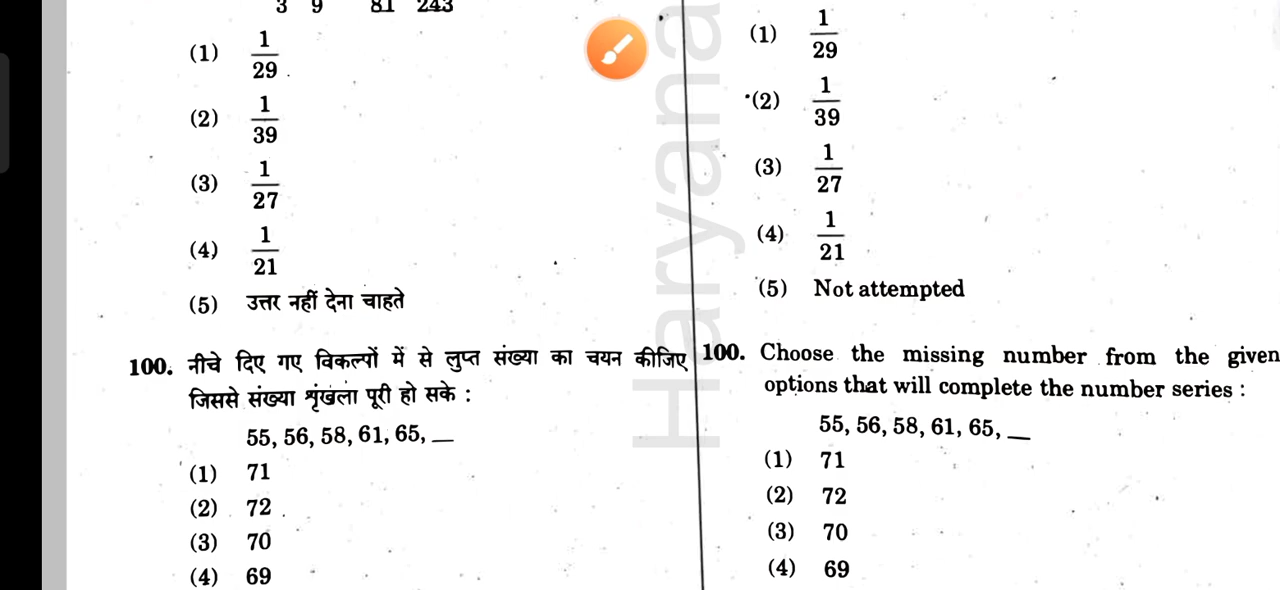 3 9 81 243
(1) 1/29
(2) 1/39
(3) 1/27
(4) 1/21
(5) उत्तर नहीं देना चाहते
100. नीचे दिए गए विकल्पों में से लुप्त संख्या का चयन कीजिए
जिससे संख्या शृंखला पूरी हो सके :
55, 56, 58, 61, 65, __
(1) 71
(2) 72
(3) 70
(4) 69
(1) 1/29
(2) 1/39
(3) 1/27
(4) 1/21
(5) Not attempted
100. Choose the missing number from the given
options that will complete the number series :
55, 56, 58, 61, 65, __
(1) 71
(2) 72
(3) 70
(4) 69
Haryana